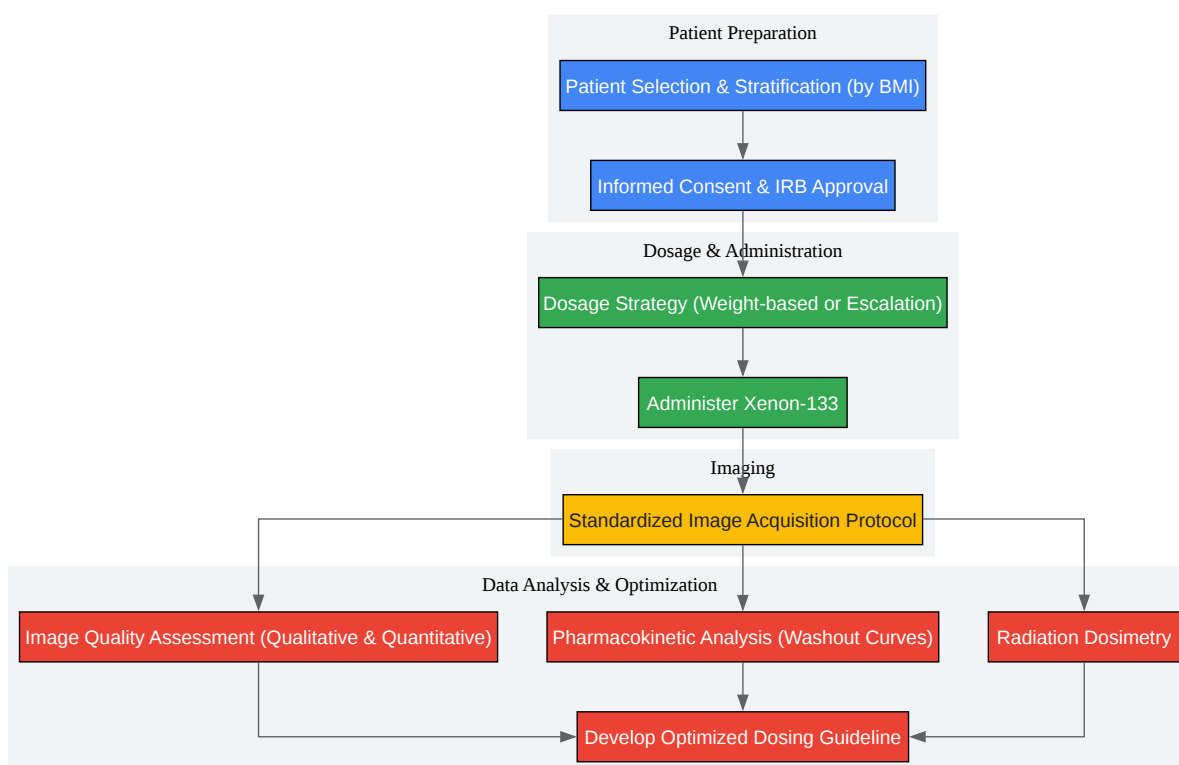 Patient Preparation
Patient Selection & Stratification (by BMI)
Informed Consent & IRB Approval
Dosage & Administration
Dosage Strategy (Weight-based or Escalation)
Administer Xenon-133
Imaging
Standardized Image Acquisition Protocol
Data Analysis & Optimization
Image Quality Assessment (Qualitative & Quantitative)
Pharmacokinetic Analysis (Washout Curves)
Radiation Dosimetry
Develop Optimized Dosing Guideline